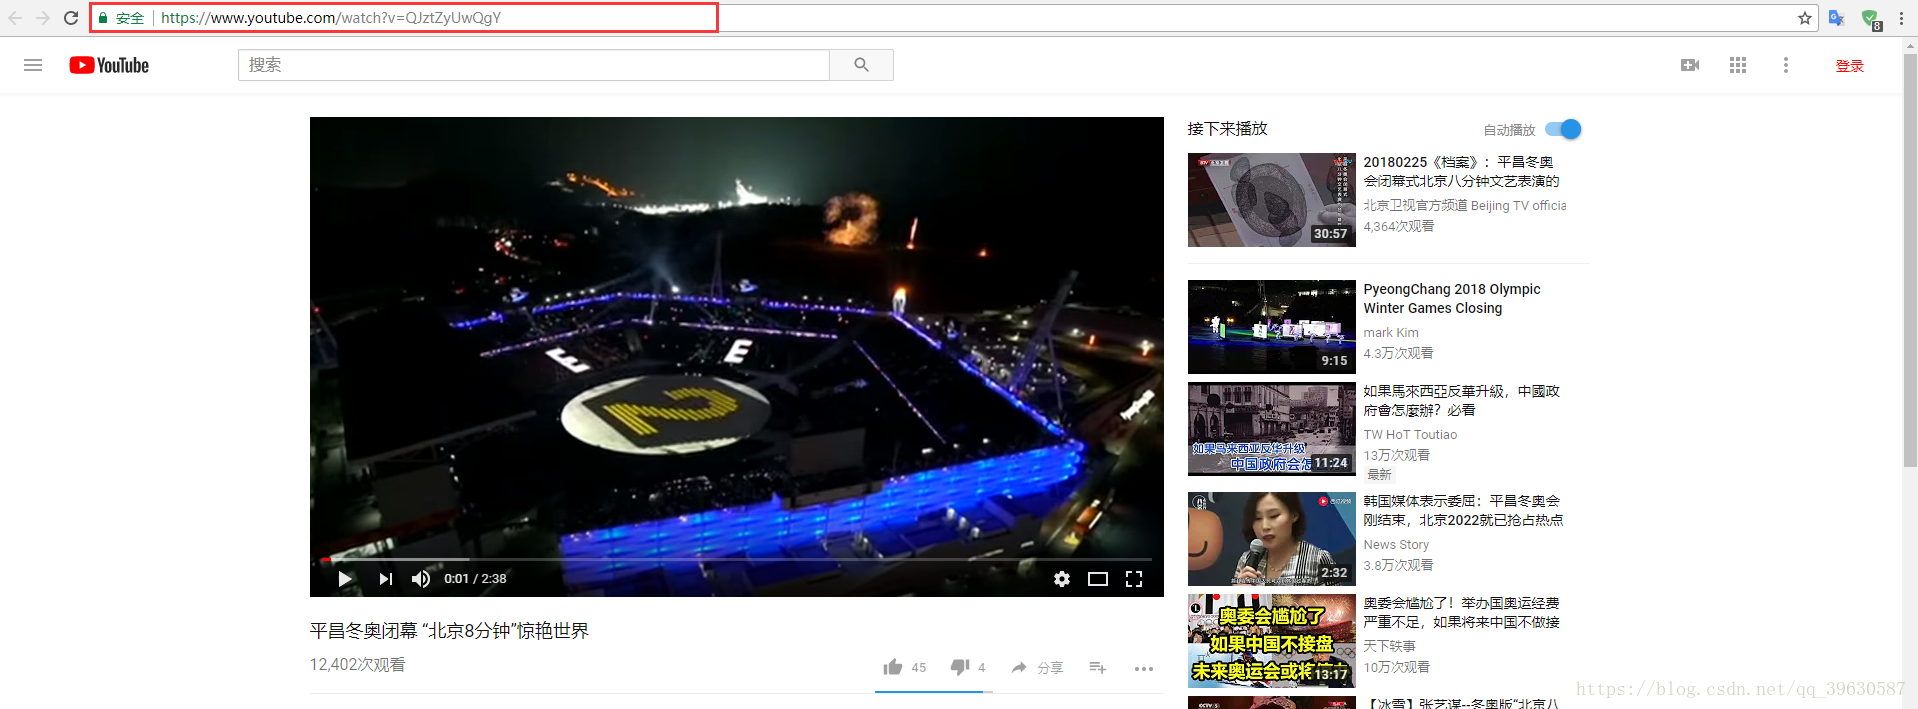 安全 https://www.youtube.com/watch?v=QJztZyUwQgY
8
YouTube
搜索
登录
E
E
0:01 / 2:38
平昌冬奥闭幕 “北京8分钟”惊艳世界
12,402次观看
45
4
分享
接下来播放
自动播放
30:57
20180225《档案》：平昌冬奥
会闭幕式北京八分钟文艺表演的
北京卫视官方频道 Beijing TV officia
4,364次观看
9:15
PyeongChang 2018 Olympic
Winter Games Closing
mark Kim
4.3万次观看
如果马来西亚反华升级
中国政府会怎
11:24
如果馬來西亞反華升級，中國政
府會怎麼辦？必看
TW HoT Toutiao
13万次观看
最新
2:32
韩国媒体表示委屈：平昌冬奥会
刚结束，北京2022就已抢占热点
News Story
3.8万次观看
奥委会尴尬了
如果中国不接盘
未来奥运会或将
13:17
奥委会尴尬了！举办国奥运经费
严重不足，如果将来中国不做接
天下轶事
10万次观看
CCTV 5
【冰雪】张艺谋--冬奥版“北京八
https://blog.csdn.net/qq_39630587